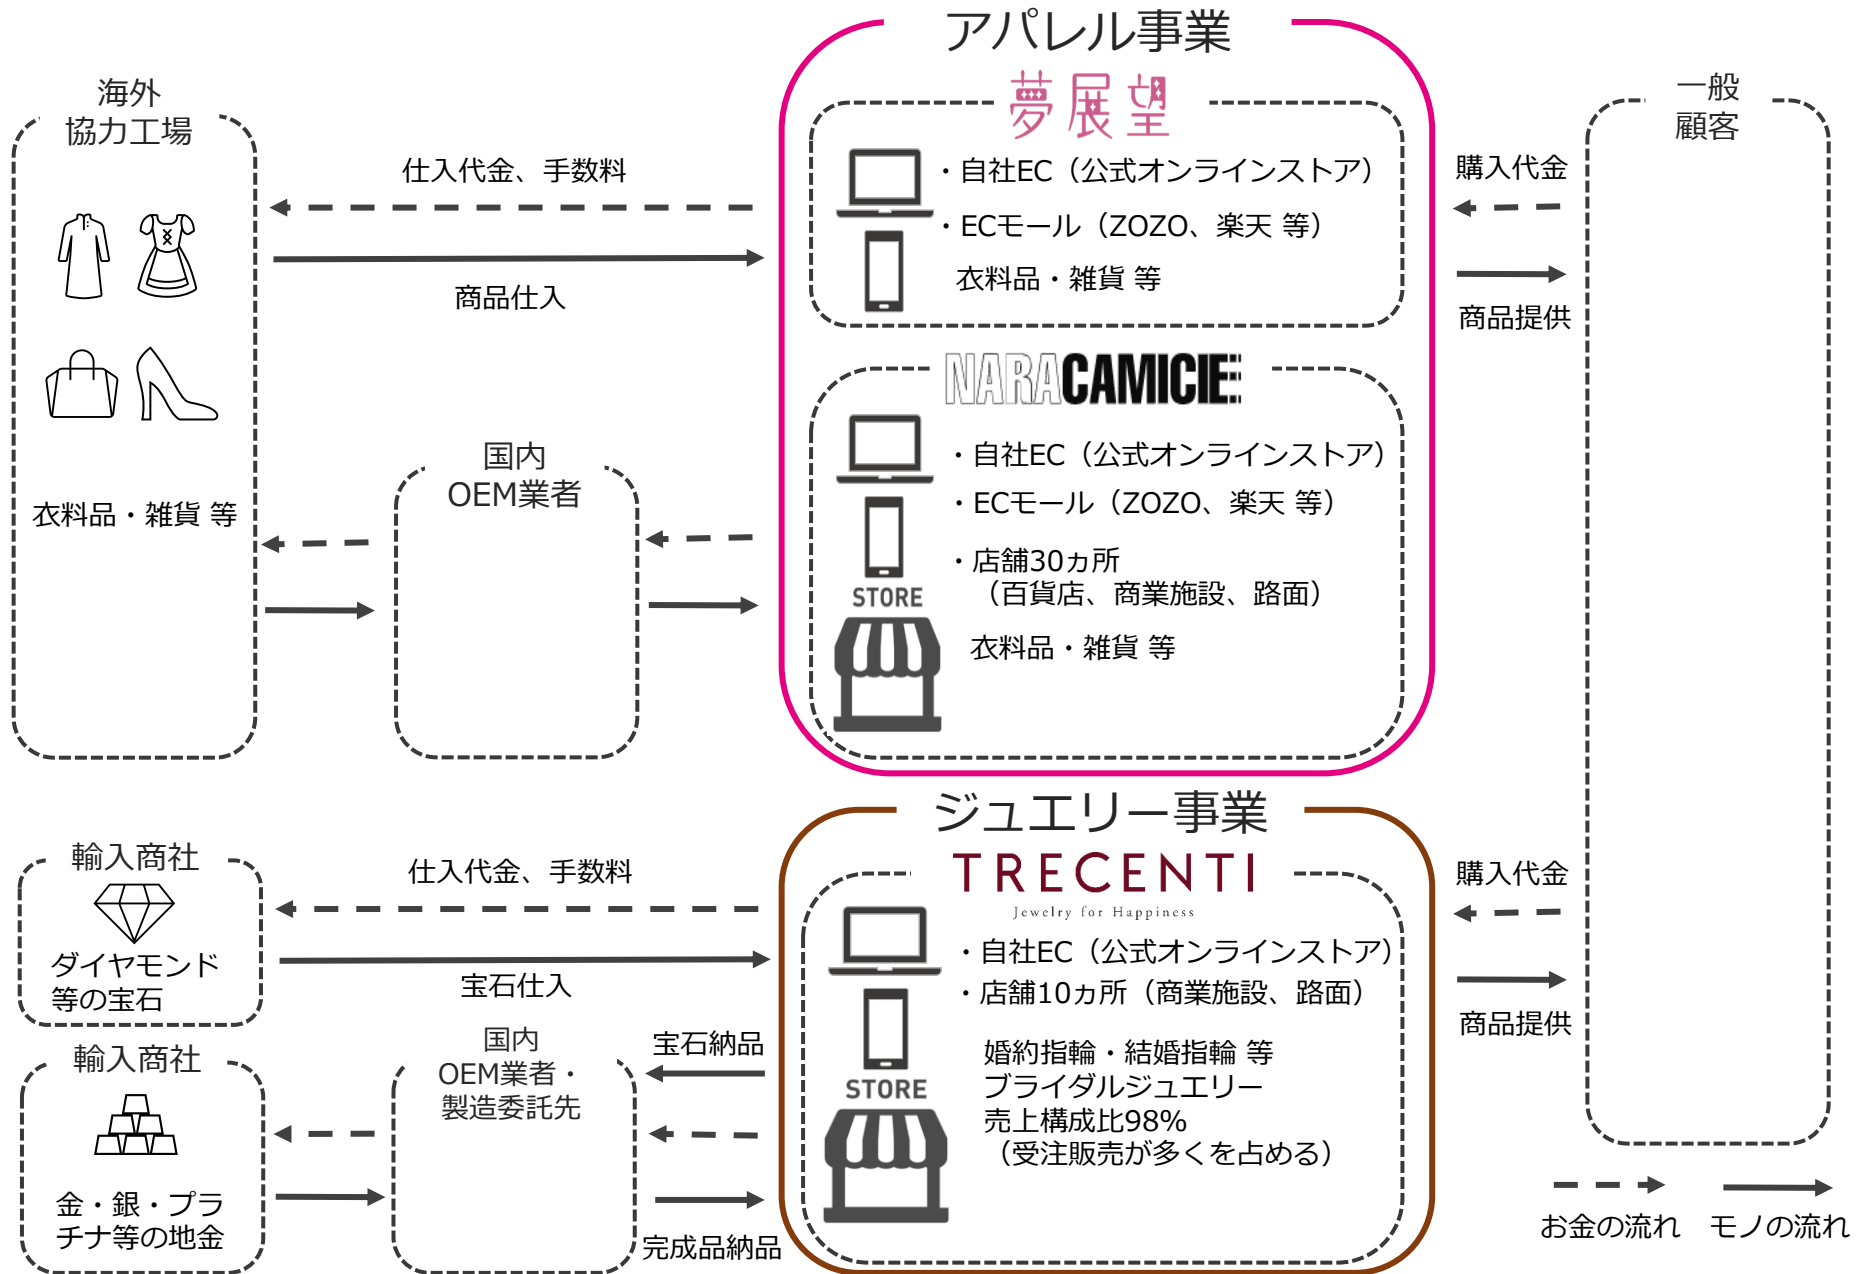 アパレル事業
海外
協力工場
衣料品・雑貨 等
仕入代金、手数料
商品仕入
国内
OEM業者
夢展望
・自社EC（公式オンラインストア）
・ECモール（ZOZO、楽天 等）
衣料品・雑貨 等
NARACAMICIE
・自社EC（公式オンラインストア）
・ECモール（ZOZO、楽天 等）
・店舗30ヵ所
（百貨店、商業施設、路面）
STORE
衣料品・雑貨 等
購入代金
商品提供
一般
顧客
ジュエリー事業
輸入商社
ダイヤモンド
等の宝石
仕入代金、手数料
宝石仕入
輸入商社
金・銀・プラ
チナ等の地金
国内
OEM業者・
製造委託先
宝石納品
完成品納品
TRECENTI
Jewelry for Happiness
・自社EC（公式オンラインストア）
・店舗10ヵ所（商業施設、路面）
STORE
婚約指輪・結婚指輪 等
ブライダルジュエリー
売上構成比98%
（受注販売が多くを占める）
購入代金
商品提供
お金の流れ
モノの流れ